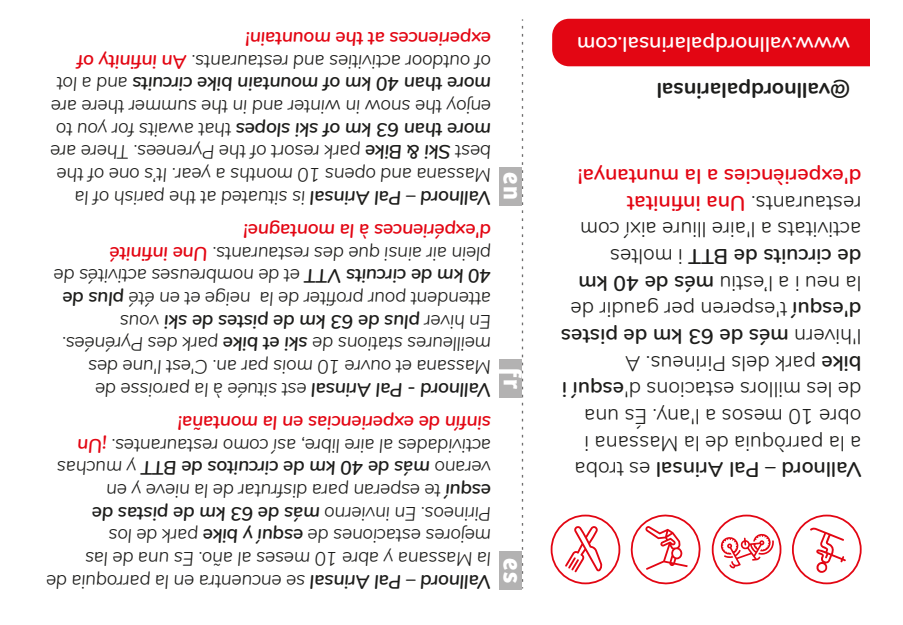 Vallnord – Pal Arinsal es troba
a la parròquia de la Massana i
obre 10 mesos a l'any. És una
de les millors estacions d'esquí i
bike park dels Pirineus. A
l'hivern més de 63 km de pistes
d'esquí t'esperen per gaudir de
la neu i a l'estiu més de 40 km
de circuits de BTT i moltes
activitats a l'aire lliure així com
restaurants. Una infinitat
d'experiències a la muntanya!
@vallnordpalarinsal
www.vallnordpalarinsal.com
es
Vallnord – Pal Arinsal se encuentra en la parroquia de
la Massana y abre 10 meses al año. Es una de las
mejores estaciones de esquí y bike park de los
Pirineos. En invierno más de 63 km de pistas de
esquí te esperan para disfrutar de la nieve y en
verano más de 40 km de circuitos de BTT y muchas
actividades al aire libre, así como restaurantes. ¡Un
sinfín de experiencias en la montaña!
fr
Vallnord - Pal Arinsal est située à la paroisse de
Massana et ouvre 10 mois par an. C'est l'une des
meilleures stations de ski et bike park des Pyrénées.
En hiver plus de 63 km de pistes de ski vous
attendent pour profiter de la neige et en été plus de
40 km de circuits VTT et de nombreuses activités de
plein air ainsi que des restaurants. Une infinité
d'expériences à la montagne!
en
Vallnord – Pal Arinsal is situated at the parish of la
Massana and opens 10 months a year. It's one of the
best Ski & Bike park resort of the Pyrenees. There are
more than 63 km of ski slopes that awaits for you to
enjoy the snow in winter and in the summer there are
more than 40 km of mountain bike circuits and a lot
of outdoor activities and restaurants. An infinity of
experiences at the mountain!